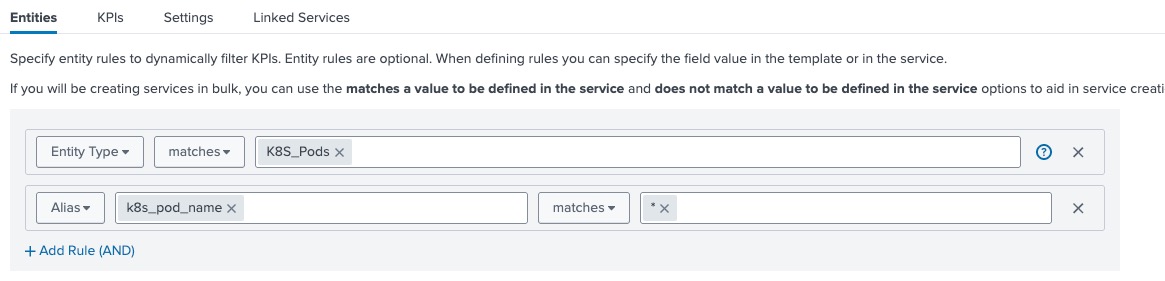 Entities KPIs Settings Linked Services
Specify entity rules to dynamically filter KPIs. Entity rules are optional. When defining rules you can specify the field value in the template or in the service.
If you will be creating services in bulk, you can use the matches a value to be defined in the service and does not match a value to be defined in the service options to aid in service creati
Entity Type matches K8S_Pods × ? ×
Alias k8s_pod_name × matches * × ×
+ Add Rule (AND)